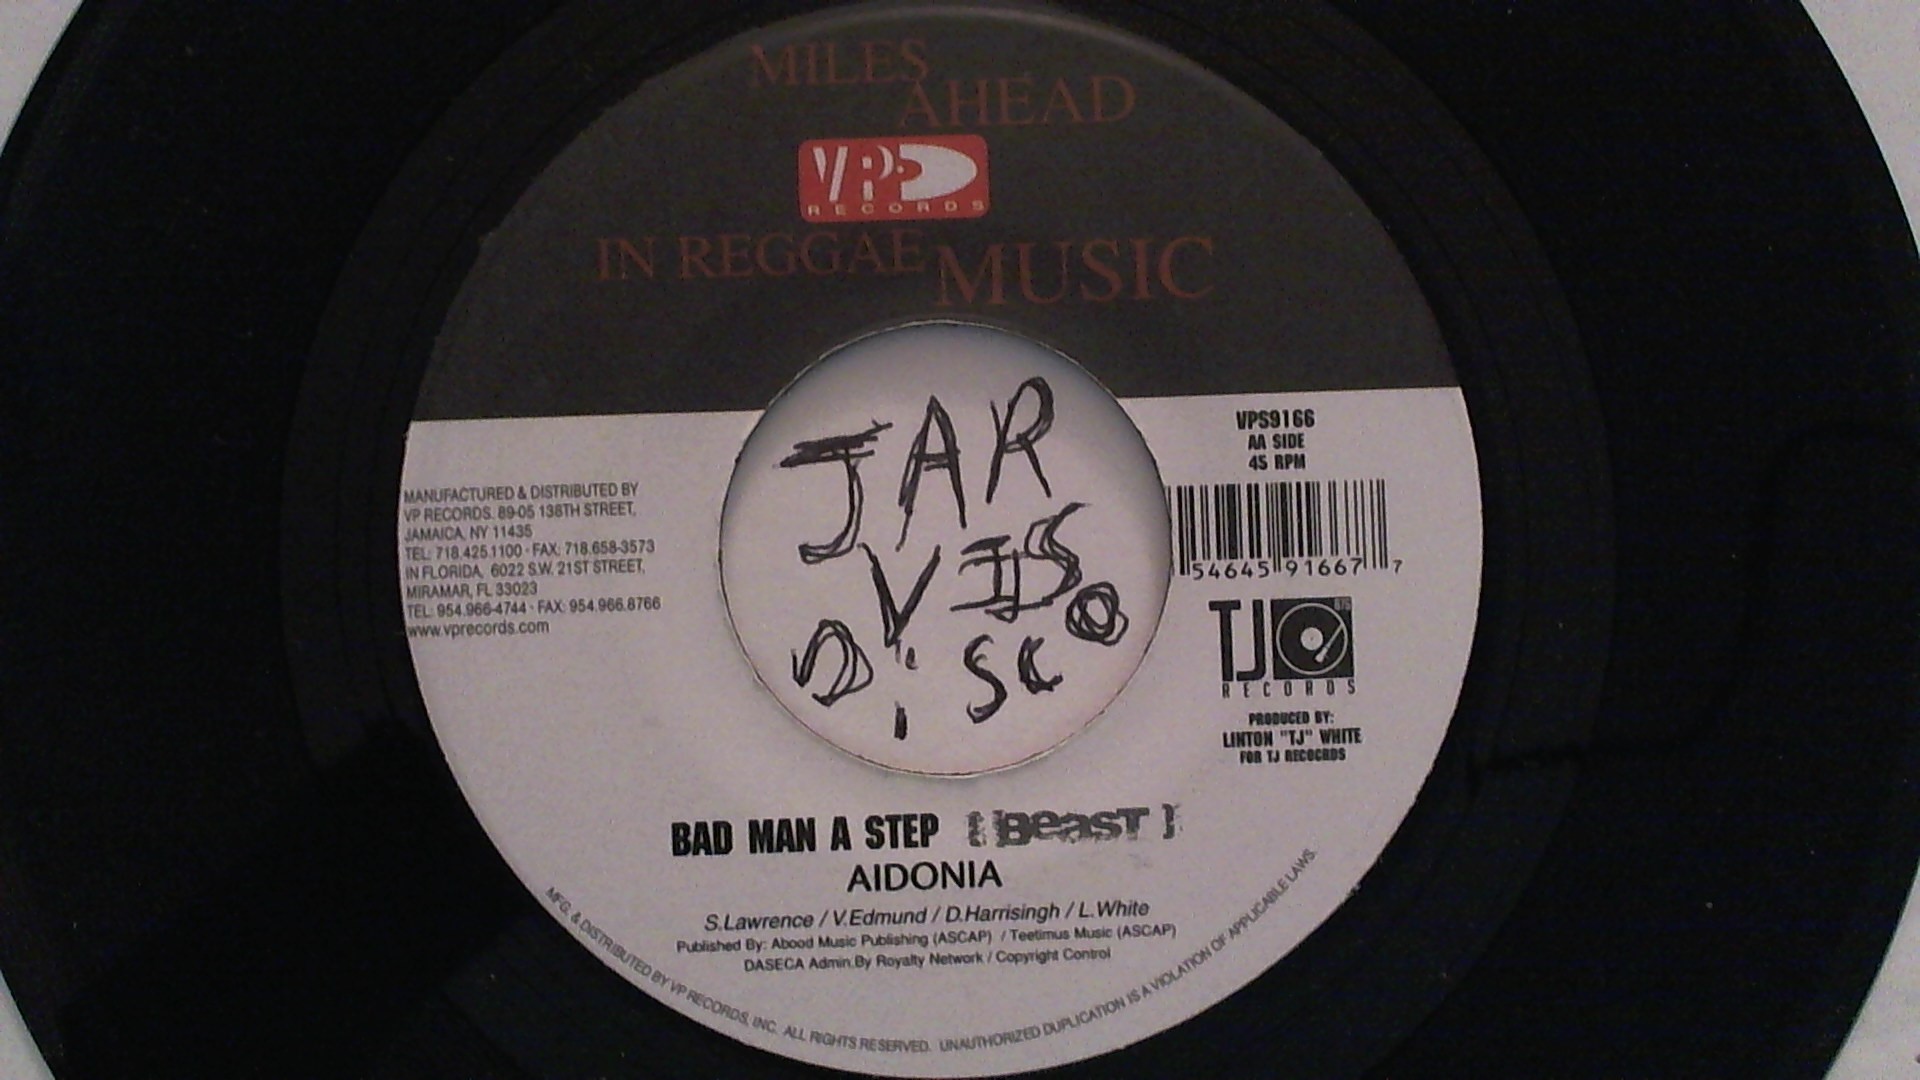 MILES
AHEAD
VP
RECORDS
IN REGGAE MUSIC
JAR
VIS
DiSCO
VPS9166
AA SIDE
45 RPM
54645 91667 7
MANUFACTURED & DISTRIBUTED BY
VP RECORDS. 89-05 138TH STREET,
JAMAICA, NY 11435
TEL: 718.425.1100 · FAX: 718.658-3573
IN FLORIDA, 6022 S.W. 21ST STREET,
MIRAMAR, FL 33023
TEL: 954.966-4744 · FAX: 954.966.8766
www.vprecords.com
TJ
RECORDS
PRODUCED BY:
LINTON "TJ" WHITE
FOR TJ RECOCRDS
BAD MAN A STEP [BEAST]
AIDONIA
S.Lawrence / V.Edmund / D.Harrisingh / L.White
Published By: Abood Music Publishing (ASCAP) / Teetimus Music (ASCAP)
DASECA Admin.By Royalty Network / Copyright Control
MFG. & DISTRIBUTED BY VP RECORDS, INC. ALL RIGHTS RESERVED. UNAUTHORIZED DUPLICATION IS A VIOLATION OF APPLICABLE LAWS.